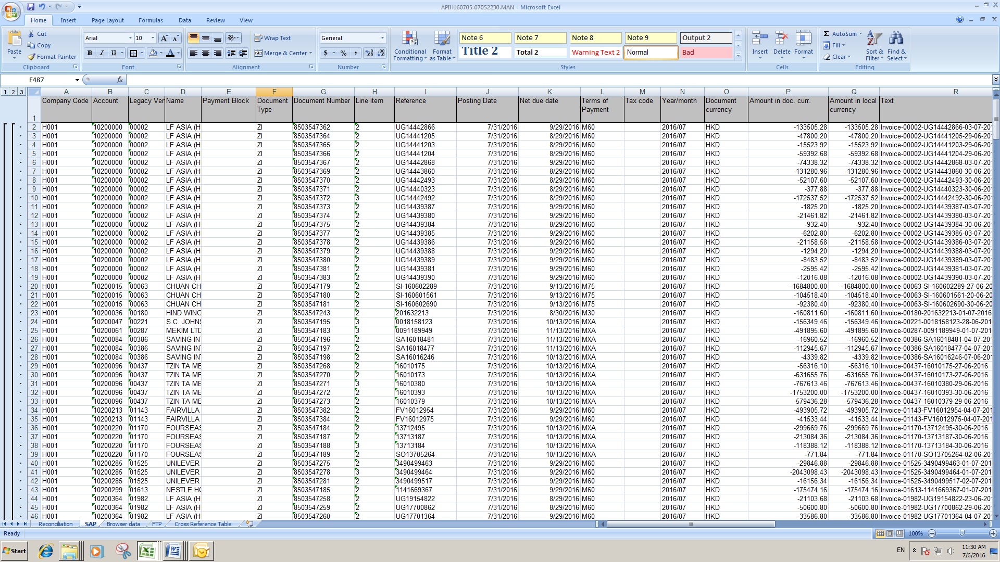 APIH160705-07052230.MAN - Microsoft Excel
Home Insert Page Layout Formulas Data Review View
Cut Arial 10 Wrap Text General Note 6 Note 7 Note 8 Note 9 Output 2 AutoSum
Copy Fill
Paste Format Painter B I U Merge & Center $ % , Conditional Formatting Format as Table Title 2 Total 2 Warning Text 2 Normal Bad Insert Delete Format Clear Sort & Filter Find & Select
Clipboard Font Alignment Number Styles Cells Editing
F487 fx
1 2 3 A B C D E F G H I J K L M N O P Q R
1 Company Code Account Legacy Ven Name Payment Block Document Type Document Number Line item Reference Posting Date Net due date Terms of Payment Tax code Year/month Document currency Amount in doc. curr. Amount in local currency Text
2 H001 10200000 00002 LF ASIA (H ZI 8503547362 2 UG14442866 7/31/2016 9/29/2016 M60 2016/07 HKD -133505.28 -133505.28 Invoice-00002-UG14442866-03-07-201
3 H001 10200000 00002 LF ASIA (H ZI 8503547364 2 UG14441205 7/31/2016 8/29/2016 M60 2016/07 HKD -47800.20 -47800.20 Invoice-00002-UG14441205-29-06-201
4 H001 10200000 00002 LF ASIA (H ZI 8503547365 2 UG14441203 7/31/2016 8/29/2016 M60 2016/07 HKD -15523.92 -15523.92 Invoice-00002-UG14441203-29-06-201
5 H001 10200000 00002 LF ASIA (H ZI 8503547366 2 UG14441204 7/31/2016 8/29/2016 M60 2016/07 HKD -59392.68 -59392.68 Invoice-00002-UG14441204-29-06-201
6 H001 10200000 00002 LF ASIA (H ZI 8503547367 2 UG14442868 7/31/2016 9/29/2016 M60 2016/07 HKD -74338.32 -74338.32 Invoice-00002-UG14442868-03-07-201
7 H001 10200000 00002 LF ASIA (H ZI 8503547369 2 UG14443860 7/31/2016 8/29/2016 M60 2016/07 HKD -131280.96 -131280.96 Invoice-00002-UG14443860-30-06-201
8 H001 10200000 00002 LF ASIA (H ZI 8503547370 2 UG14442493 7/31/2016 8/29/2016 M60 2016/07 HKD -52107.60 -52107.60 Invoice-00002-UG14442493-30-06-201
9 H001 10200000 00002 LF ASIA (H ZI 8503547371 2 UG14440323 7/31/2016 8/29/2016 M60 2016/07 HKD -377.88 -377.88 Invoice-00002-UG14440323-30-06-201
10 H001 10200000 00002 LF ASIA (H ZI 8503547372 3 UG14442492 7/31/2016 8/29/2016 M60 2016/07 HKD -172537.52 -172537.52 Invoice-00002-UG14442492-30-06-201
11 H001 10200000 00002 LF ASIA (H ZI 8503547373 2 UG14439387 7/31/2016 9/29/2016 M60 2016/07 HKD -1825.20 -1825.20 Invoice-00002-UG14439387-03-07-201
12 H001 10200000 00002 LF ASIA (H ZI 8503547374 2 UG14439380 7/31/2016 9/29/2016 M60 2016/07 HKD -21461.82 -21461.82 Invoice-00002-UG14439380-03-07-201
13 H001 10200000 00002 LF ASIA (H ZI 8503547375 2 UG14439384 7/31/2016 8/29/2016 M60 2016/07 HKD -932.40 -932.40 Invoice-00002-UG14439384-30-06-201
14 H001 10200000 00002 LF ASIA (H ZI 8503547377 2 UG14439385 7/31/2016 9/29/2016 M60 2016/07 HKD -6202.80 -6202.80 Invoice-00002-UG14439385-03-07-201
15 H001 10200000 00002 LF ASIA (H ZI 8503547378 2 UG14439386 7/31/2016 9/29/2016 M60 2016/07 HKD -21158.58 -21158.58 Invoice-00002-UG14439386-03-07-201
16 H001 10200000 00002 LF ASIA (H ZI 8503547379 2 UG14439388 7/31/2016 9/29/2016 M60 2016/07 HKD -1294.20 -1294.20 Invoice-00002-UG14439388-03-07-201
17 H001 10200000 00002 LF ASIA (H ZI 8503547380 2 UG14439389 7/31/2016 9/29/2016 M60 2016/07 HKD -8483.52 -8483.52 Invoice-00002-UG14439389-03-07-201
18 H001 10200000 00002 LF ASIA (H ZI 8503547381 2 UG14439381 7/31/2016 9/29/2016 M60 2016/07 HKD -2595.42 -2595.42 Invoice-00002-UG14439381-03-07-201
19 H001 10200000 00002 LF ASIA (H ZI 8503547383 2 UG14439390 7/31/2016 9/29/2016 M60 2016/07 HKD -12016.08 -12016.08 Invoice-00002-UG14439390-03-07-201
20 H001 10200015 00063 CHUAN CH ZI 8503547179 2 SI-160602289 7/31/2016 9/13/2016 M75 2016/07 HKD -1684800.00 -1684800.00 Invoice-00063-SI-160602289-27-06-20
21 H001 10200015 00063 CHUAN CH ZI 8503547180 2 SI-160601561 7/31/2016 9/13/2016 M75 2016/07 HKD -104518.40 -104518.40 Invoice-00063-SI-160601561-20-06-20
22 H001 10200015 00063 CHUAN CH ZI 8503547181 2 SI-160602690 7/31/2016 9/13/2016 M75 2016/07 HKD -92380.40 -92380.40 Invoice-00063-SI-160602690-30-06-20
23 H001 10200036 00180 HIND WING ZI 8503547243 2 201632213 7/31/2016 8/30/2016 M30 2016/07 HKD -160811.60 -160811.60 Invoice-00180-201632213-01-07-2016
24 H001 10200047 00221 S.C. JOHNS ZI 8503547195 3 0018158123 7/31/2016 10/13/2016 MXA 2016/07 HKD -156349.46 -156349.46 Invoice-00221-0018158123-28-06-201
25 H001 10200061 00287 MEKIM LTD ZI 8503547183 3 0091189949 7/31/2016 11/13/2016 MXA 2016/07 HKD -491895.60 -491895.60 Invoice-00287-0091189949-01-07-201
26 H001 10200084 00386 SAVING IN ZI 8503547196 2 SA16018481 7/31/2016 11/13/2016 MXA 2016/07 HKD -16960.52 -16960.52 Invoice-00386-SA16018481-04-07-201
27 H001 10200084 00386 SAVING IN ZI 8503547197 2 SA16018477 7/31/2016 11/13/2016 MXA 2016/07 HKD -112945.67 -112945.67 Invoice-00386-SA16018477-04-07-201
28 H001 10200084 00386 SAVING IN ZI 8503547198 2 SA16016246 7/31/2016 10/13/2016 MXA 2016/07 HKD -4339.82 -4339.82 Invoice-00386-SA16016246-07-06-201
29 H001 10200096 00437 TZIN TA ME ZI 8503547268 2 16010175 7/31/2016 10/13/2016 MXA 2016/07 HKD -56316.10 -56316.10 Invoice-00437-16010175-27-06-2016
30 H001 10200096 00437 TZIN TA ME ZI 8503547270 2 16010173 7/31/2016 10/13/2016 MXA 2016/07 HKD -631655.76 -631655.76 Invoice-00437-16010173-27-06-2016
31 H001 10200096 00437 TZIN TA ME ZI 8503547271 3 16010380 7/31/2016 10/13/2016 MXA 2016/07 HKD -767613.46 -767613.46 Invoice-00437-16010380-29-06-2016
32 H001 10200096 00437 TZIN TA ME ZI 8503547272 2 16010393 7/31/2016 10/13/2016 MXA 2016/07 HKD -1753200.00 -1753200.00 Invoice-00437-16010393-30-06-2016
33 H001 10200096 00437 TZIN TA ME ZI 8503547273 2 16010379 7/31/2016 10/13/2016 MXA 2016/07 HKD -579436.28 -579436.28 Invoice-00437-16010379-29-06-2016
34 H001 10200213 01143 FAIRVILLA ZI 8503547382 2 FV16012954 7/31/2016 9/29/2016 M60 2016/07 HKD -493905.72 -493905.72 Invoice-01143-FV16012954-04-07-201
35 H001 10200213 01143 FAIRVILLA ZI 8503547384 2 FV16012975 7/31/2016 9/29/2016 M60 2016/07 HKD -41533.44 -41533.44 Invoice-01143-FV16012975-04-07-201
36 H001 10200220 01170 FOURSEAS ZI 8503547184 2 13712495 7/31/2016 10/13/2016 MXA 2016/07 HKD -299669.76 -299669.76 Invoice-01170-13712495-30-06-2016
37 H001 10200220 01170 FOURSEAS ZI 8503547187 2 13713187 7/31/2016 10/13/2016 MXA 2016/07 HKD -213084.36 -213084.36 Invoice-01170-13713187-30-06-2016
38 H001 10200220 01170 FOURSEAS ZI 8503547188 3 13713184 7/31/2016 10/13/2016 MXA 2016/07 HKD -118388.12 -118388.12 Invoice-01170-13713184-30-06-2016
39 H001 10200220 01170 FOURSEAS ZI 8503547189 2 SO13705264 7/31/2016 10/13/2016 MXA 2016/07 HKD -771.84 -771.84 Invoice-01170-SO13705264-02-06-201
40 H001 10200285 01525 UNILEVER ZI 8503547275 2 3490499463 7/31/2016 9/29/2016 M60 2016/07 HKD -29846.88 -29846.88 Invoice-01525-3490499463-01-07-2016
41 H001 10200285 01525 UNILEVER ZI 8503547278 3 3490499464 7/31/2016 9/29/2016 M60 2016/07 HKD -2043098.43 -2043098.43 Invoice-01525-3490499464-01-07-2016
42 H001 10200285 01525 UNILEVER ZI 8503547281 2 3490499517 7/31/2016 9/29/2016 M60 2016/07 HKD -16156.34 -16156.34 Invoice-01525-3490499517-02-07-2016
43 H001 10200299 01613 NESTLE HO ZI 8503547185 2 1141669367 7/31/2016 9/29/2016 M60 2016/07 HKD -175474.16 -175474.16 Invoice-01613-1141669367-01-07-2016
44 H001 10200364 01982 LF ASIA (H ZI 8503547258 2 UG19154822 7/31/2016 8/29/2016 M60 2016/07 HKD -21103.68 -21103.68 Invoice-01982-UG19154822-23-06-201
45 H001 10200364 01982 LF ASIA (H ZI 8503547259 2 UG17700862 7/31/2016 8/29/2016 M60 2016/07 HKD -50600.80 -50600.80 Invoice-01982-UG17700862-29-06-201
46 H001 10200364 01982 LF ASIA (H ZI 8503547260 2 UG17701364 7/31/2016 9/29/2016 M60 2016/07 HKD -33586.80 -33586.80 Invoice-01982-UG17701364-04-07-201
Reconciliation SAP Browser data FTP Cross Reference Table
Ready 100%
Start EN 11:30 AM
7/6/2016